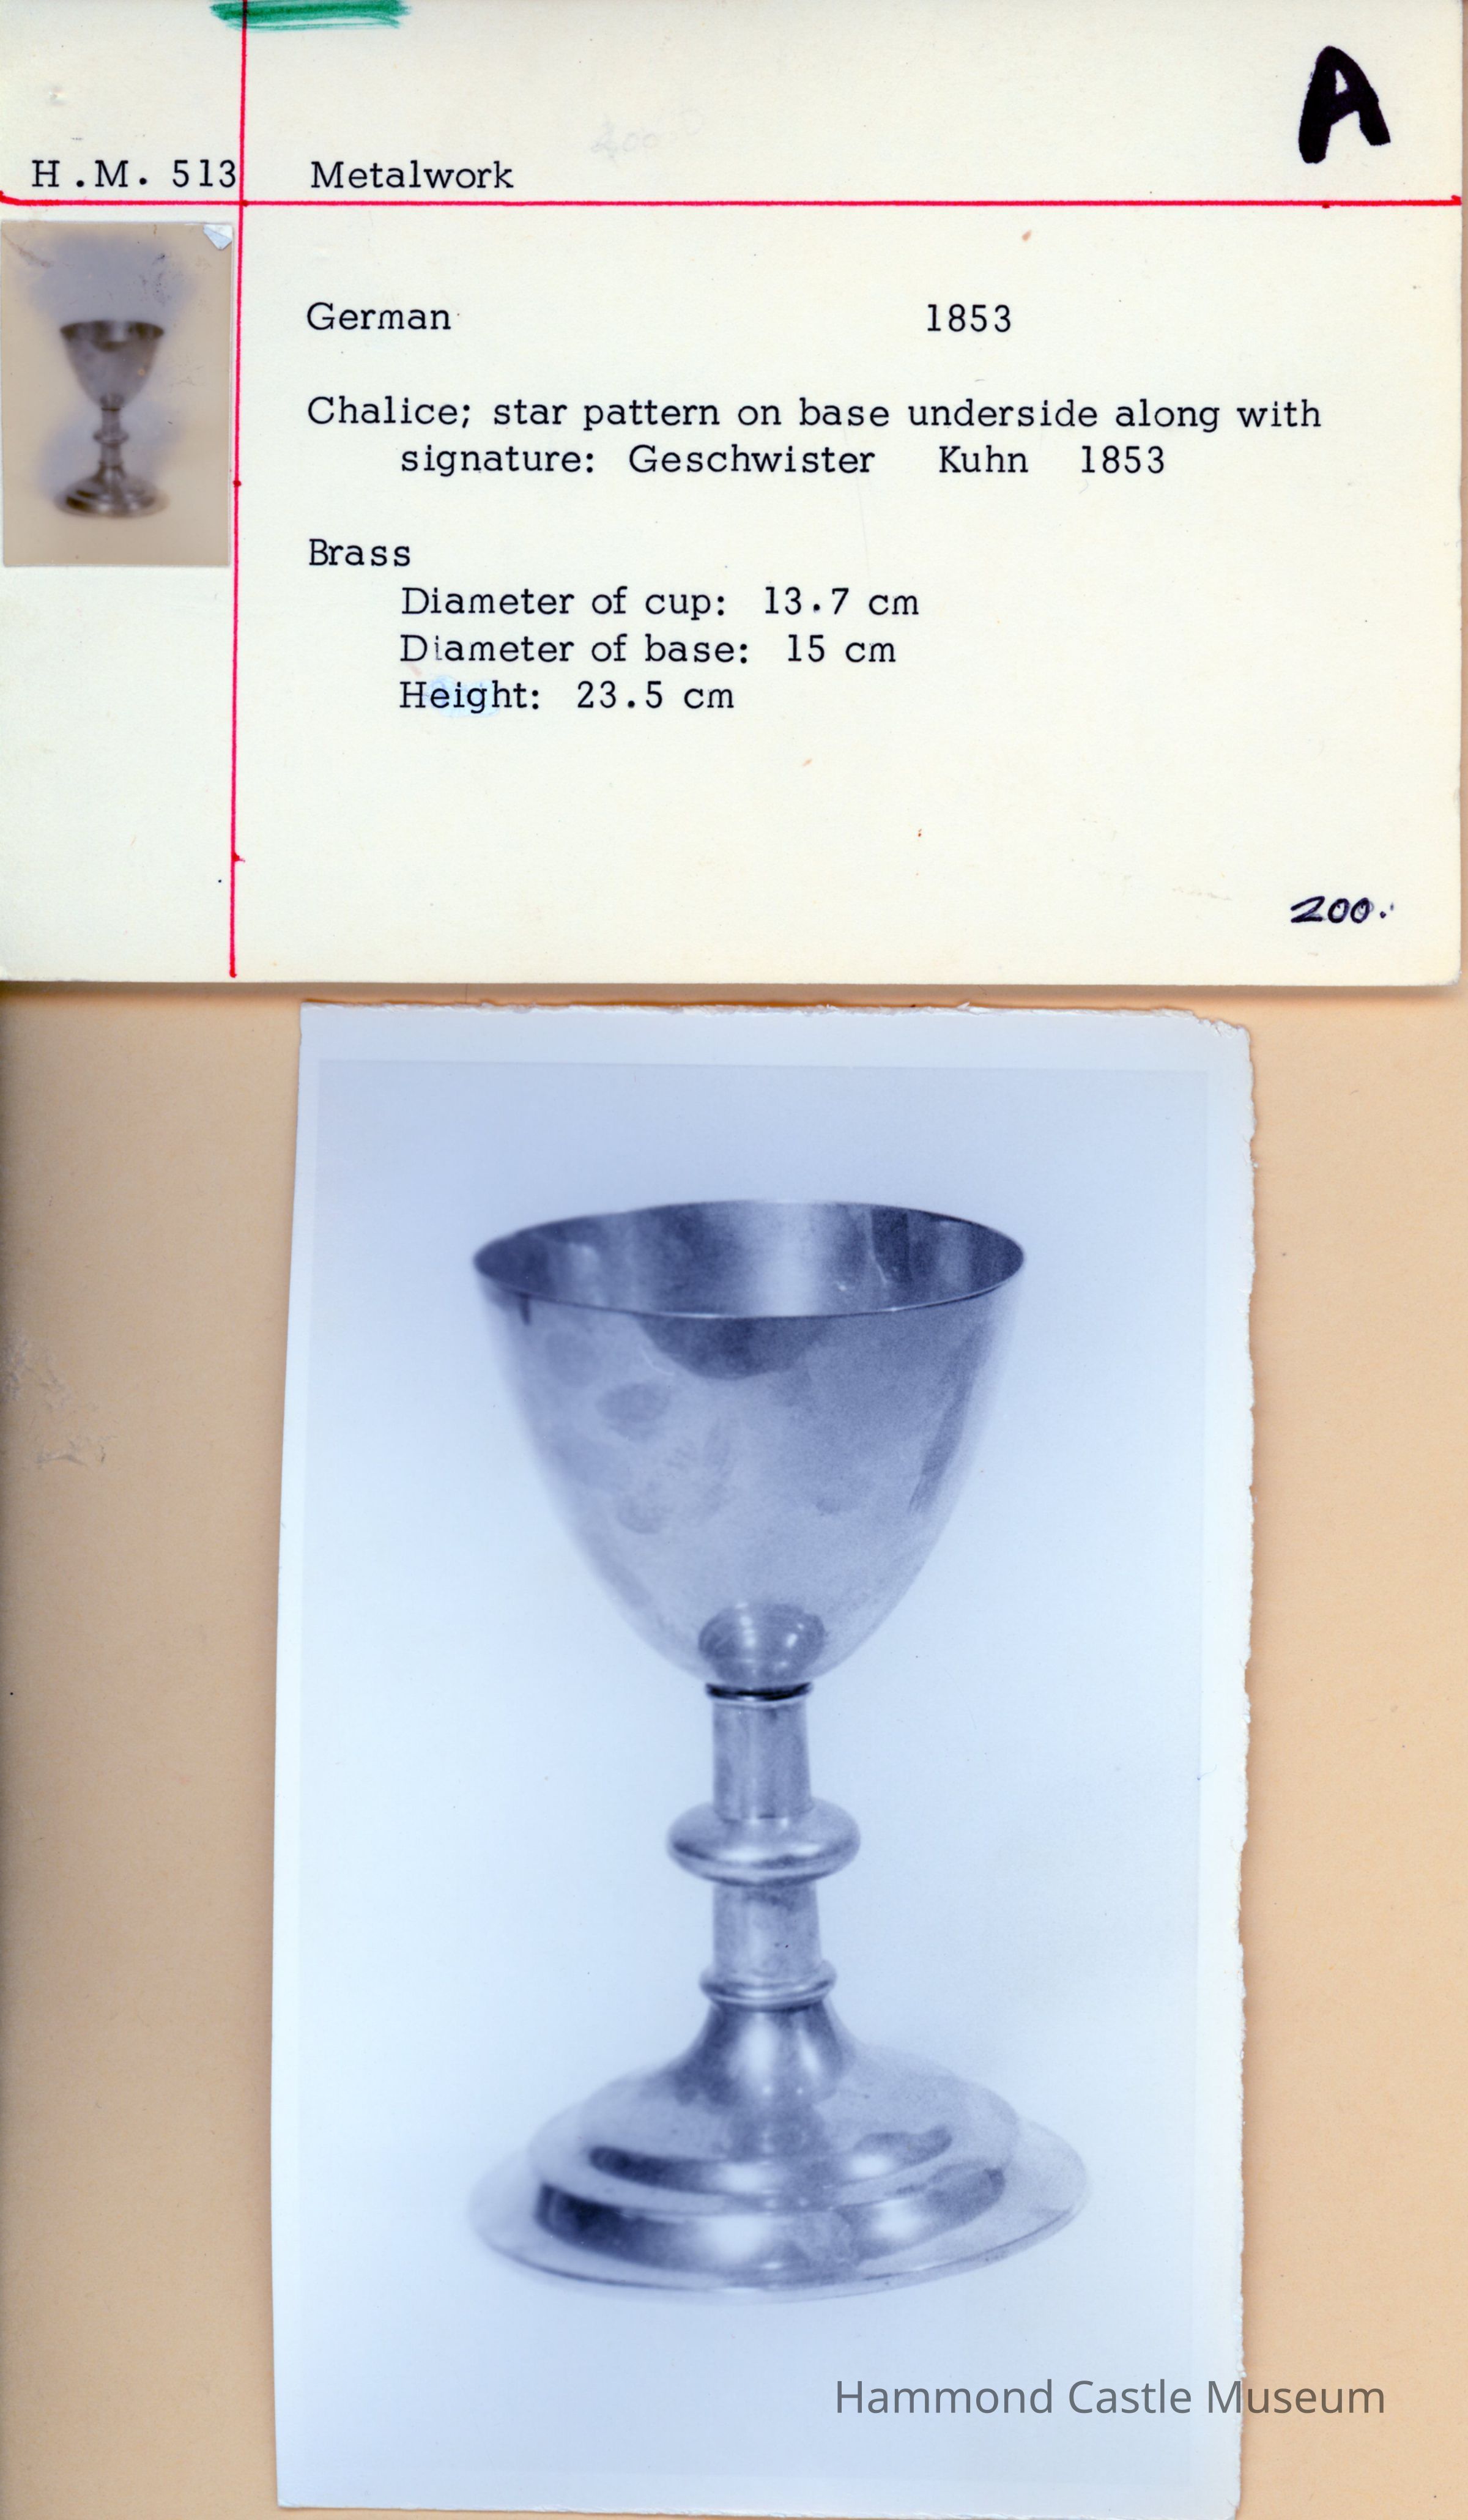 A
H.M. 513 Metalwork
German 1853
Chalice; star pattern on base underside along with
signature: Geschwister Kuhn 1853
Brass
Diameter of cup: 13.7 cm
Diameter of base: 15 cm
Height: 23.5 cm
200.
Hammond Castle Museum